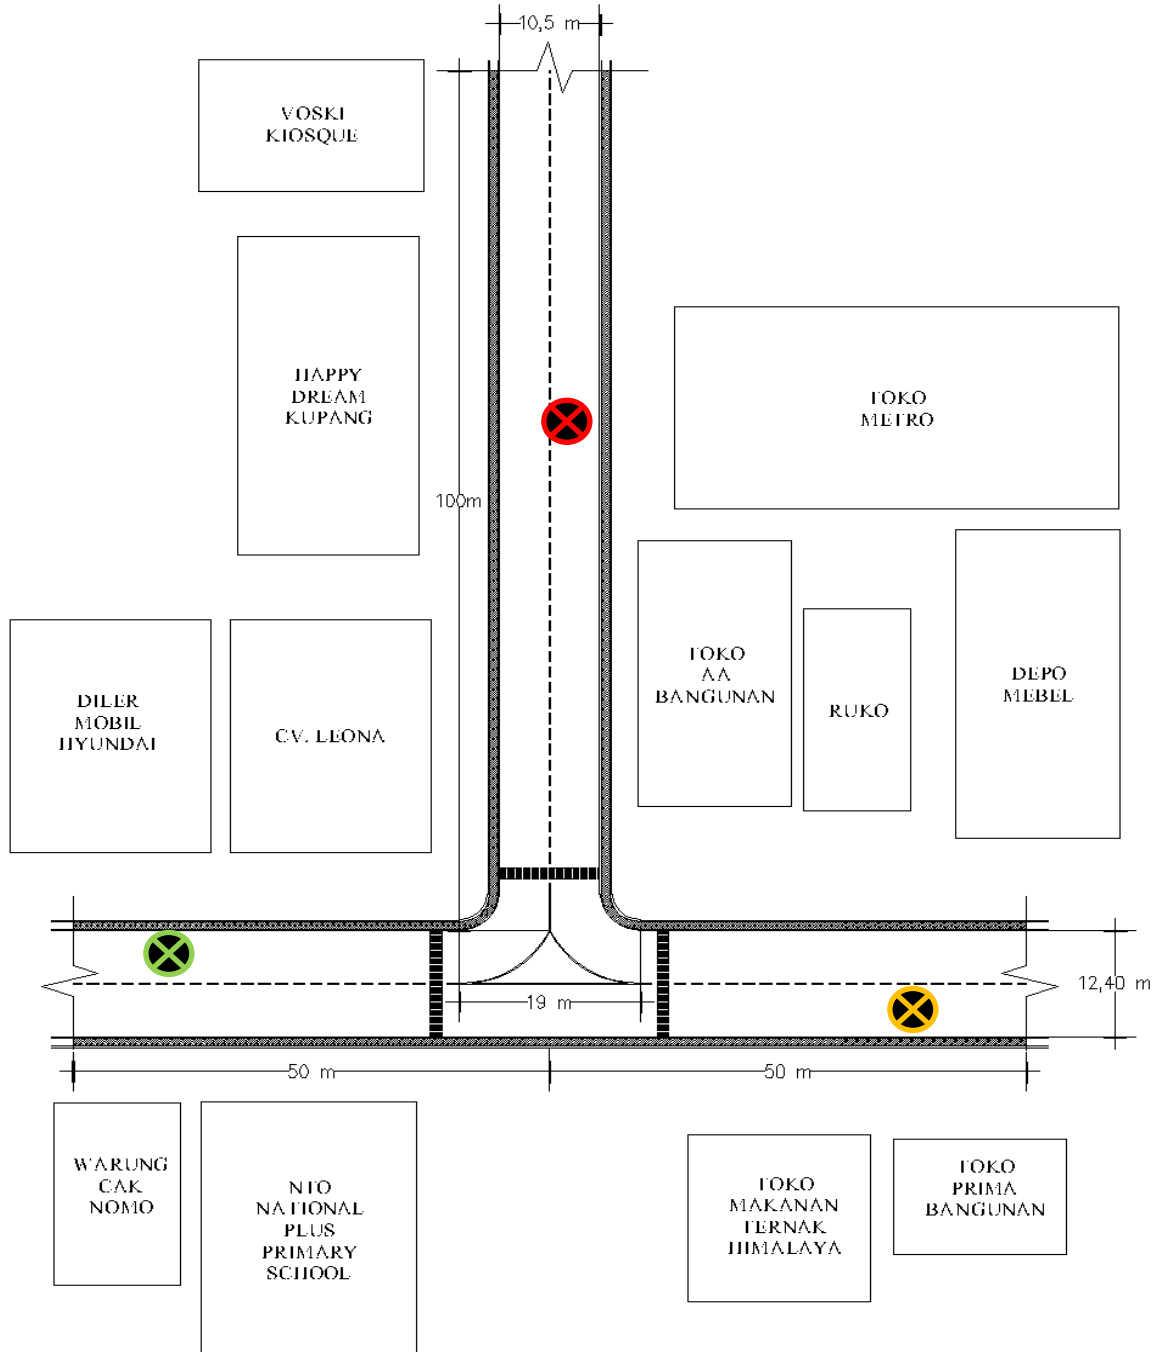 10,5 m
VOSKI
KIOSQUE
HAPPY
DREAM
KUPANG
TOKO
METRO
100m
TOKO
AA
BANGUNAN
RUKO
DEPO
MEBEL
DILER
MOBIL
HYUNDAI
CV. LEONA
12,40 m
19 m
50 m
50 m
WARUNG
CAK
NOMO
NTO
NATIONAL
PLUS
PRIMARY
SCHOOL
TOKO
MAKANAN
TERNAK
HIMALAYA
TOKO
PRIMA
BANGUNAN